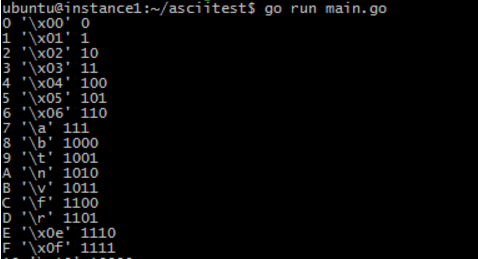 ubuntu@instance1:~/asciitest$ go run main.go
0 '\x00' 0
1 '\x01' 1
2 '\x02' 10
3 '\x03' 11
4 '\x04' 100
5 '\x05' 101
6 '\x06' 110
7 '\a' 111
8 '\b' 1000
9 '\t' 1001
A '\n' 1010
B '\v' 1011
C '\f' 1100
D '\r' 1101
E '\x0e' 1110
F '\x0f' 1111